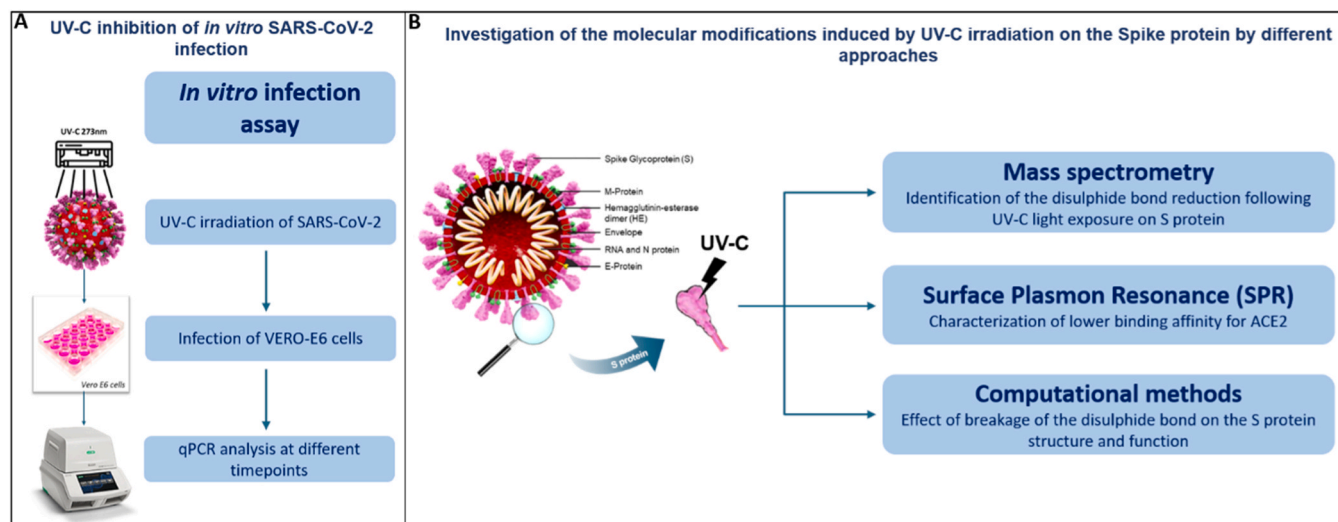 A
UV-C inhibition of in vitro SARS-CoV-2
infection
In vitro infection
assay
UV-C 273nm
UV-C irradiation of SARS-CoV-2
Infection of VERO-E6 cells
Vero E6 cells
qPCR analysis at different
timepoints
B
Investigation of the molecular modifications induced by UV-C irradiation on the Spike protein by different
approaches
Spike Glycoprotein (S)
M-Protein
Hemagglutinin-esterase
dimer (HE)
Envelope
RNA and N protein
E-Protein
S protein
UV-C
Mass spectrometry
Identification of the disulphide bond reduction following
UV-C light exposure on S protein
Surface Plasmon Resonance (SPR)
Characterization of lower binding affinity for ACE2
Computational methods
Effect of breakage of the disulphide bond on the S protein
structure and function